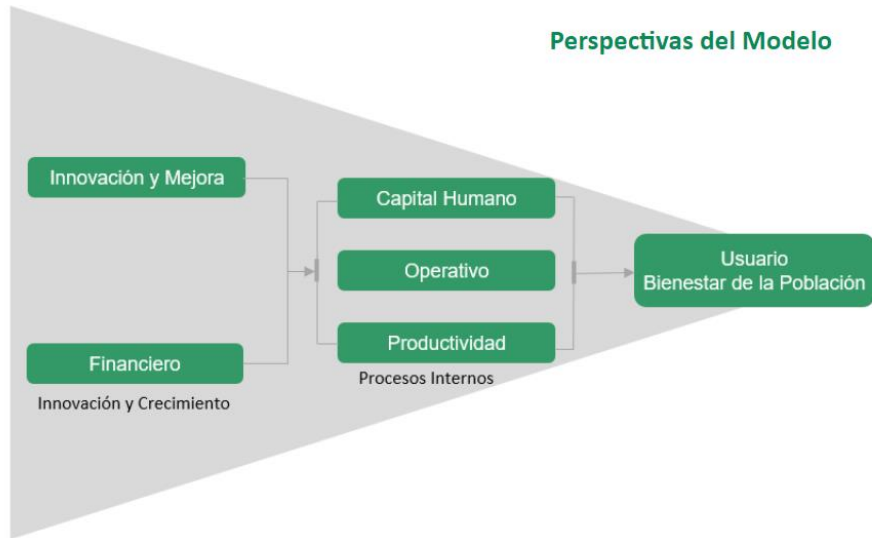 Perspectivas del Modelo
Innovación y Mejora
Financiero
Innovación y Crecimiento
Capital Humano
Operativo
Productividad
Procesos Internos
Usuario
Bienestar de la Población